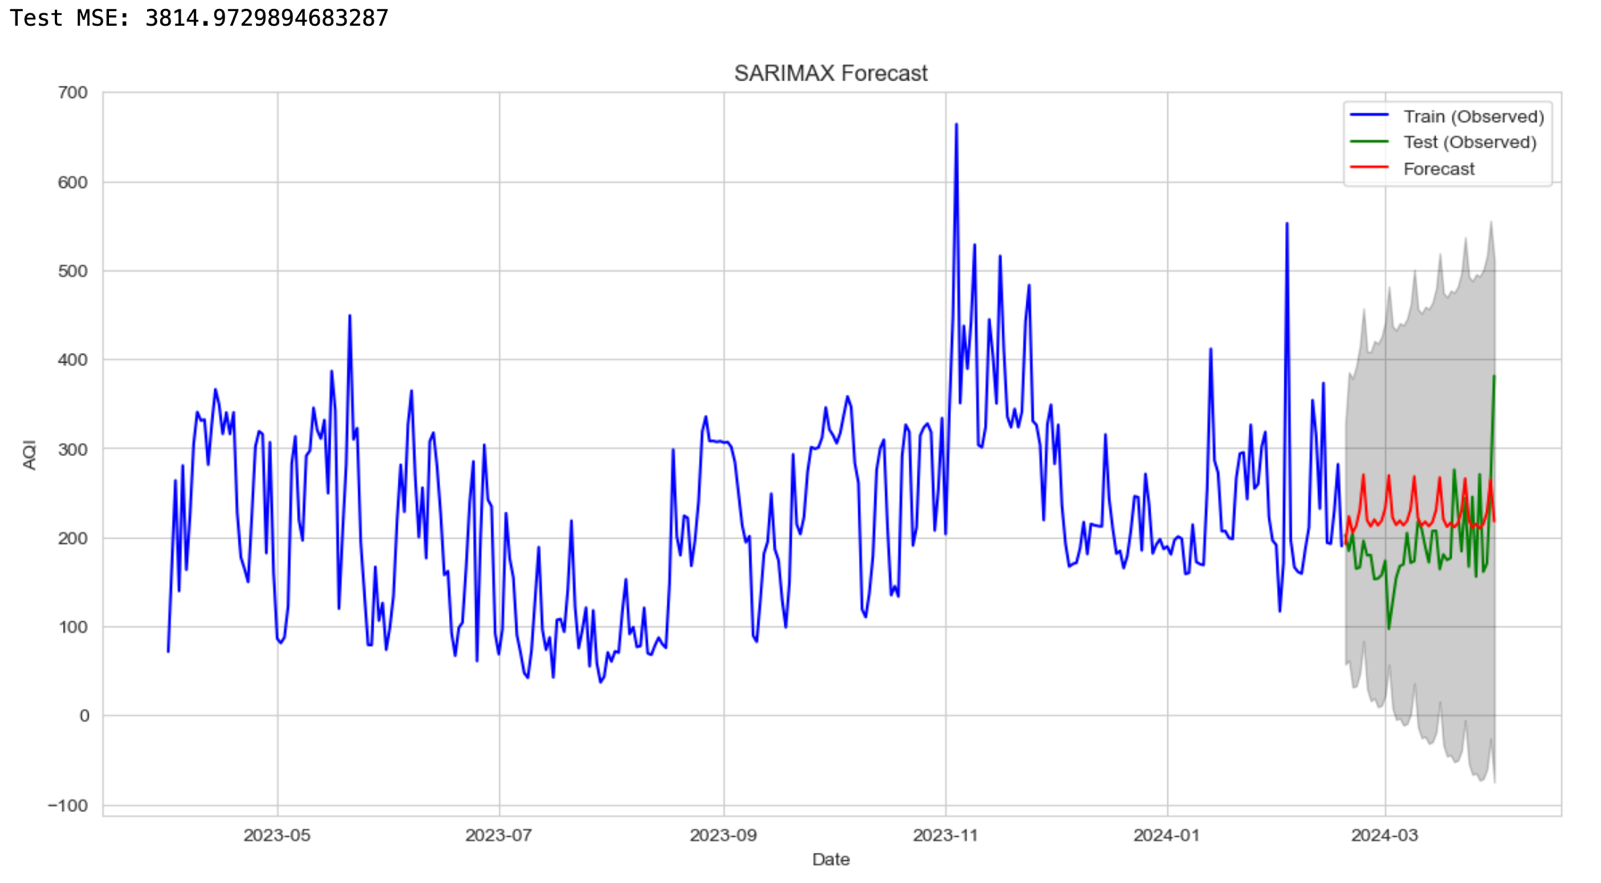 Test MSE: 3814.9729894683287
SARIMAX Forecast
700
600
500
400
300
200
100
0
−100
AQI
Train (Observed)
Test (Observed)
Forecast
2023-05
2023-07
2023-09
2023-11
2024-01
2024-03
Date